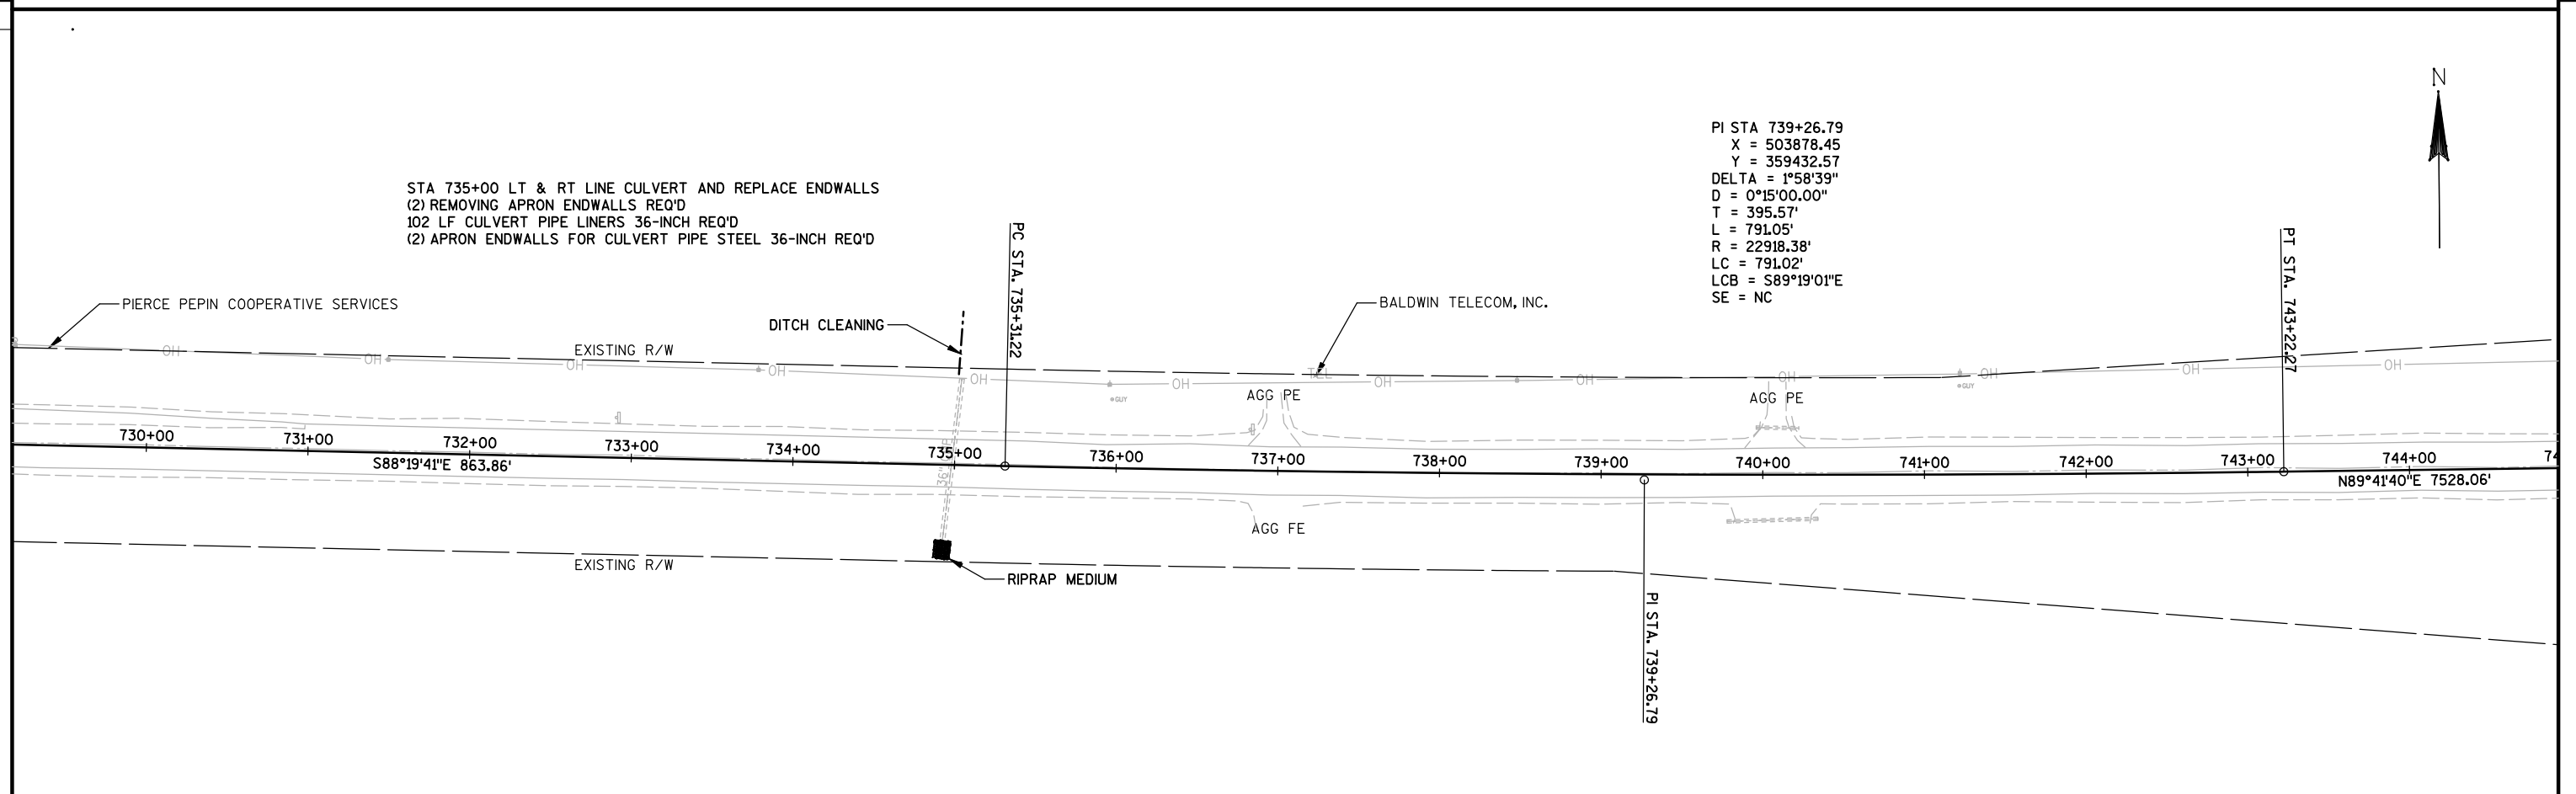 N
PI STA 739+26.79
X = 503878.45
Y = 359432.57
DELTA = 1°58'39"
D = 0°15'00.00"
T = 395.57'
L = 791.05'
R = 22918.38'
LC = 791.02'
LCB = S89°19'01"E
SE = NC
STA 735+00 LT & RT LINE CULVERT AND REPLACE ENDWALLS
(2) REMOVING APRON ENDWALLS REQ'D
102 LF CULVERT PIPE LINERS 36-INCH REQ'D
(2) APRON ENDWALLS FOR CULVERT PIPE STEEL 36-INCH REQ'D
PC STA. 735+31.22
PT STA. 743+22.27
PIERCE PEPIN COOPERATIVE SERVICES
BALDWIN TELECOM, INC.
DITCH CLEANING
EXISTING R/W
OH OH OH OH OH OH OH OH OH OH OH OH
TEL
GUY
GUY
AGG PE
AGG PE
730+00 731+00 732+00 733+00 734+00 735+00 736+00 737+00 738+00 739+00 740+00 741+00 742+00 743+00 744+00 74
S88°19'41"E 863.86'
N89°41'40"E 7528.06'
36"
AGG FE
EXISTING R/W
RIPRAP MEDIUM
PI STA. 739+26.79